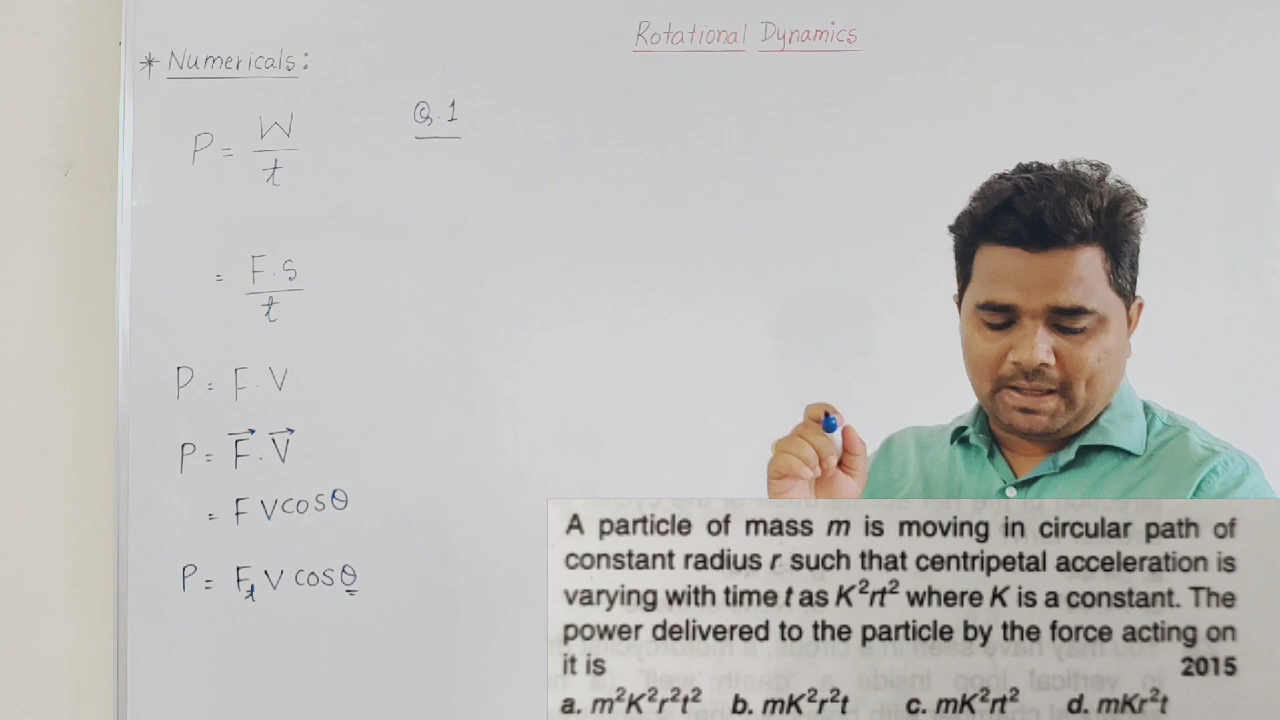 Rotational Dynamics
* Numericals:
Q.1
P = W/t
= F.s/t
P = F.V
P = F⃗.V⃗
= FVcosθ
P = Fₜ V cosθ
A particle of mass m is moving in circular path of
constant radius r such that centripetal acceleration is
varying with time t as K²rt² where K is a constant. The
power delivered to the particle by the force acting on
it is 2015
a. m²K²r²t² b. mK²r²t c. mK²rt² d. mKr²t